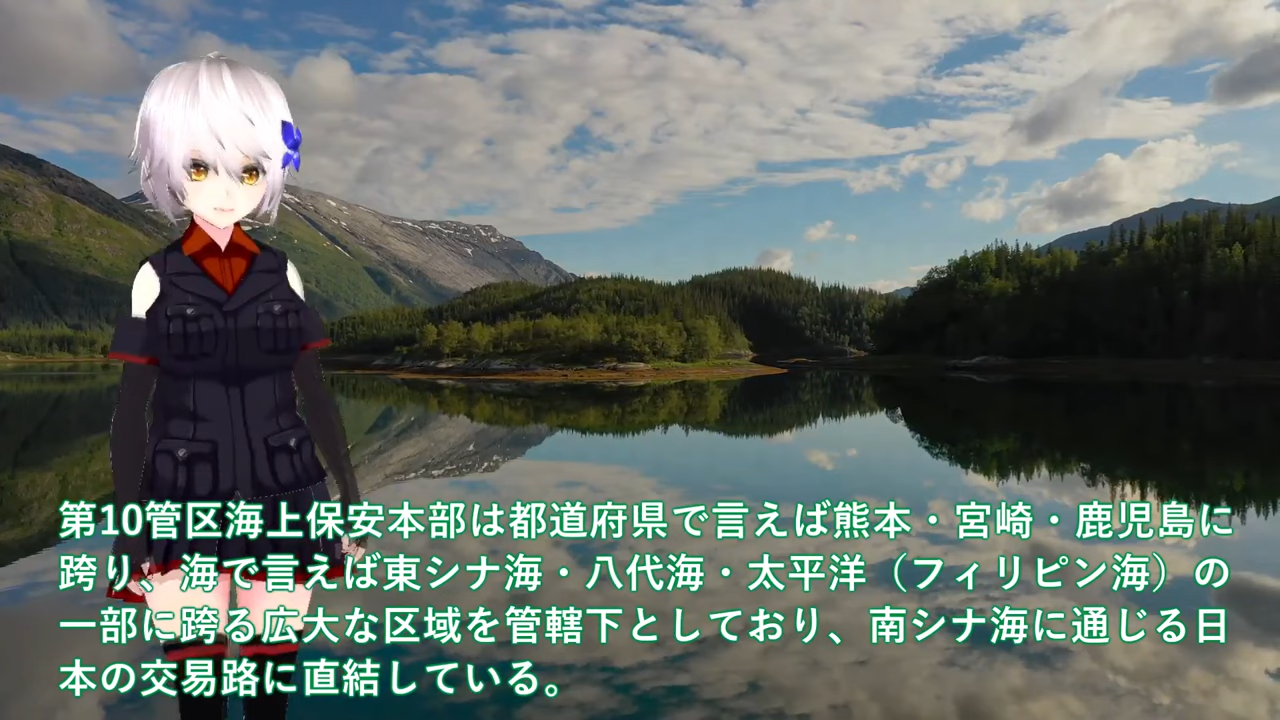 第10管区海上保安本部は都道府県で言えば熊本・宮崎・鹿児島に
跨り、海で言えば東シナ海・八代海・太平洋（フィリピン海）の
一部に跨る広大な区域を管轄下としており、南シナ海に通じる日
本の交易路に直結している。